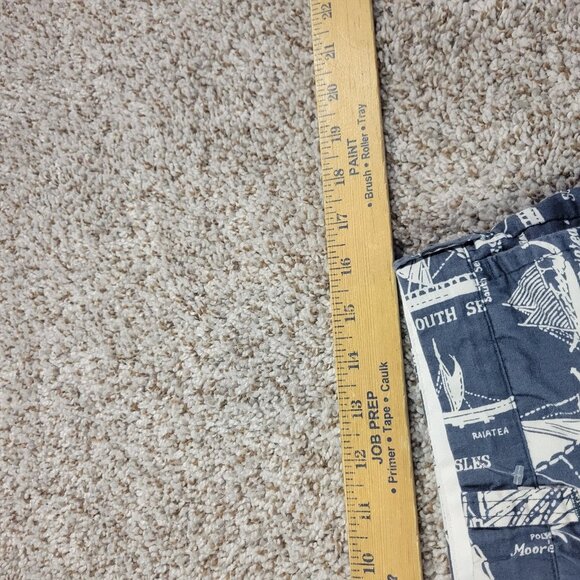 22
21
20
19
18
17
16
15
14
13
12
11
10
PAINT
• Brush • Roller • Tray
JOB PREP
• Primer • Tape • Caulk
OUTH SE
RAIATEA
SLES
POLY
Moore